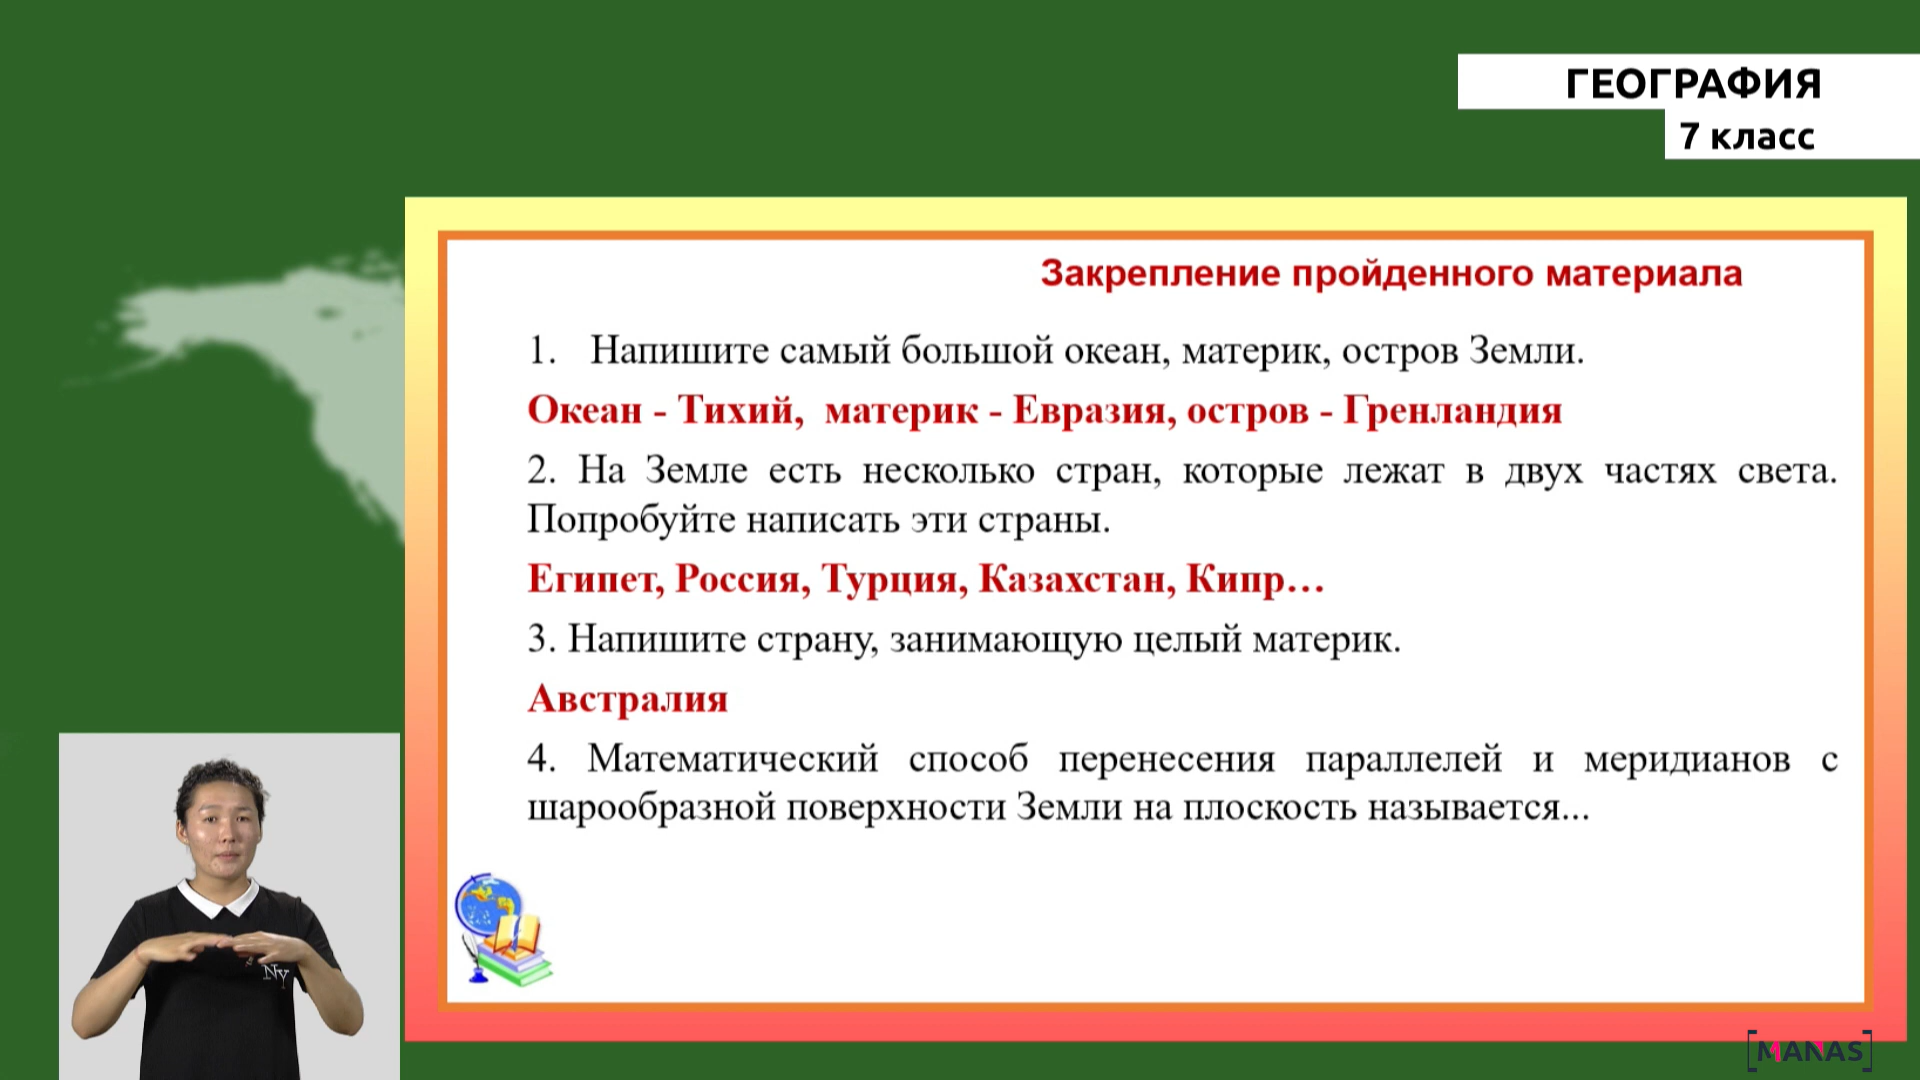 ГЕОГРАФИЯ
7 класс
Закрепление пройденного материала
1. Напишите самый большой океан, материк, остров Земли.
Океан - Тихий, материк - Евразия, остров - Гренландия
2. На Земле есть несколько стран, которые лежат в двух частях света.
Попробуйте написать эти страны.
Египет, Россия, Турция, Казахстан, Кипр…
3. Напишите страну, занимающую целый материк.
Австралия
4. Математический способ перенесения параллелей и меридианов с
шарообразной поверхности Земли на плоскость называется...
NY
[MANAS]